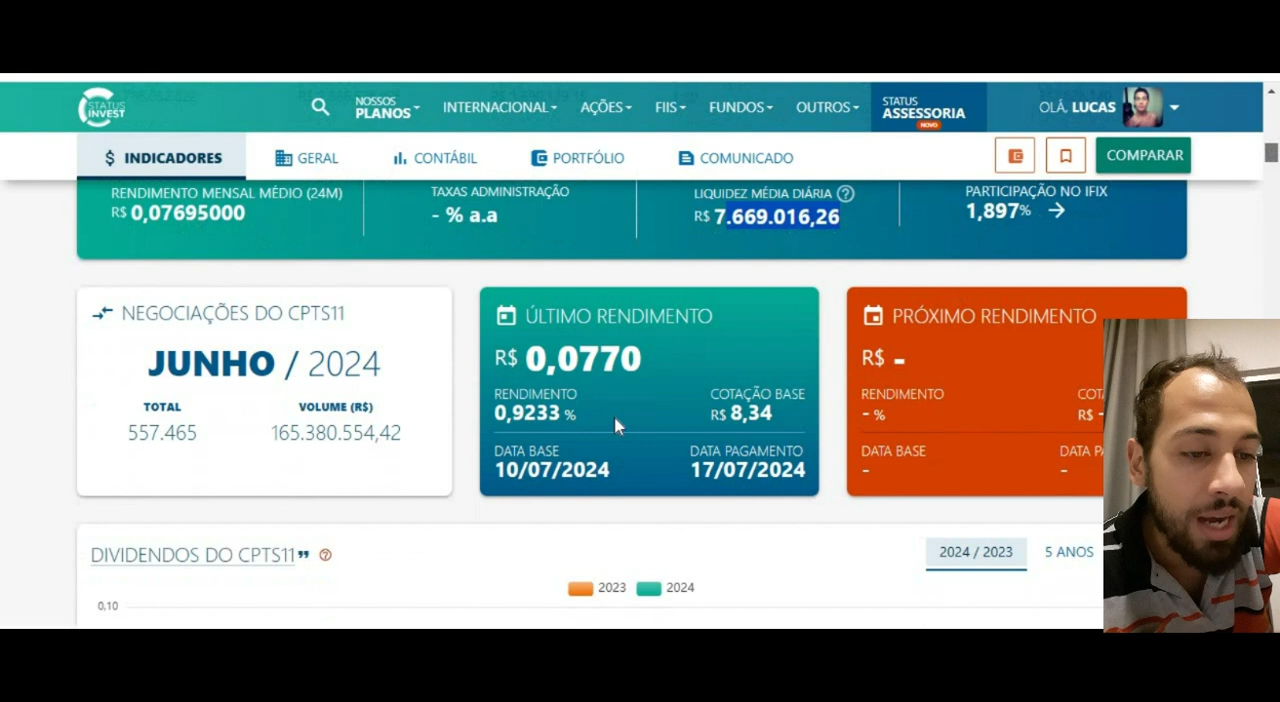 STATUS
INVEST
NOSSOS
PLANOS
INTERNACIONAL
AÇÕES
FIIS
FUNDOS
OUTROS
STATUS
ASSESSORIA
NOVO
OLÁ, LUCAS
$ INDICADORES
GERAL
CONTÁBIL
PORTFÓLIO
COMUNICADO
COMPARAR
RENDIMENTO MENSAL MÉDIO (24M)
R$ 0,07695000
TAXAS ADMINISTRAÇÃO
- % a.a
LIQUIDEZ MÉDIA DIÁRIA ?
R$ 7.669.016,26
PARTICIPAÇÃO NO IFIX
1,897% →
NEGOCIAÇÕES DO CPTS11
JUNHO / 2024
TOTAL
557.465
VOLUME (R$)
165.380.554,42
ÚLTIMO RENDIMENTO
R$ 0,0770
RENDIMENTO
0,9233 %
COTAÇÃO BASE
R$ 8,34
DATA BASE
10/07/2024
DATA PAGAMENTO
17/07/2024
PRÓXIMO RENDIMENTO
R$ -
RENDIMENTO
- %
COT
R$ -
DATA BASE
-
DATA P
-
DIVIDENDOS DO CPTS11 ?
2024 / 2023
5 ANOS
2023
2024
0,10